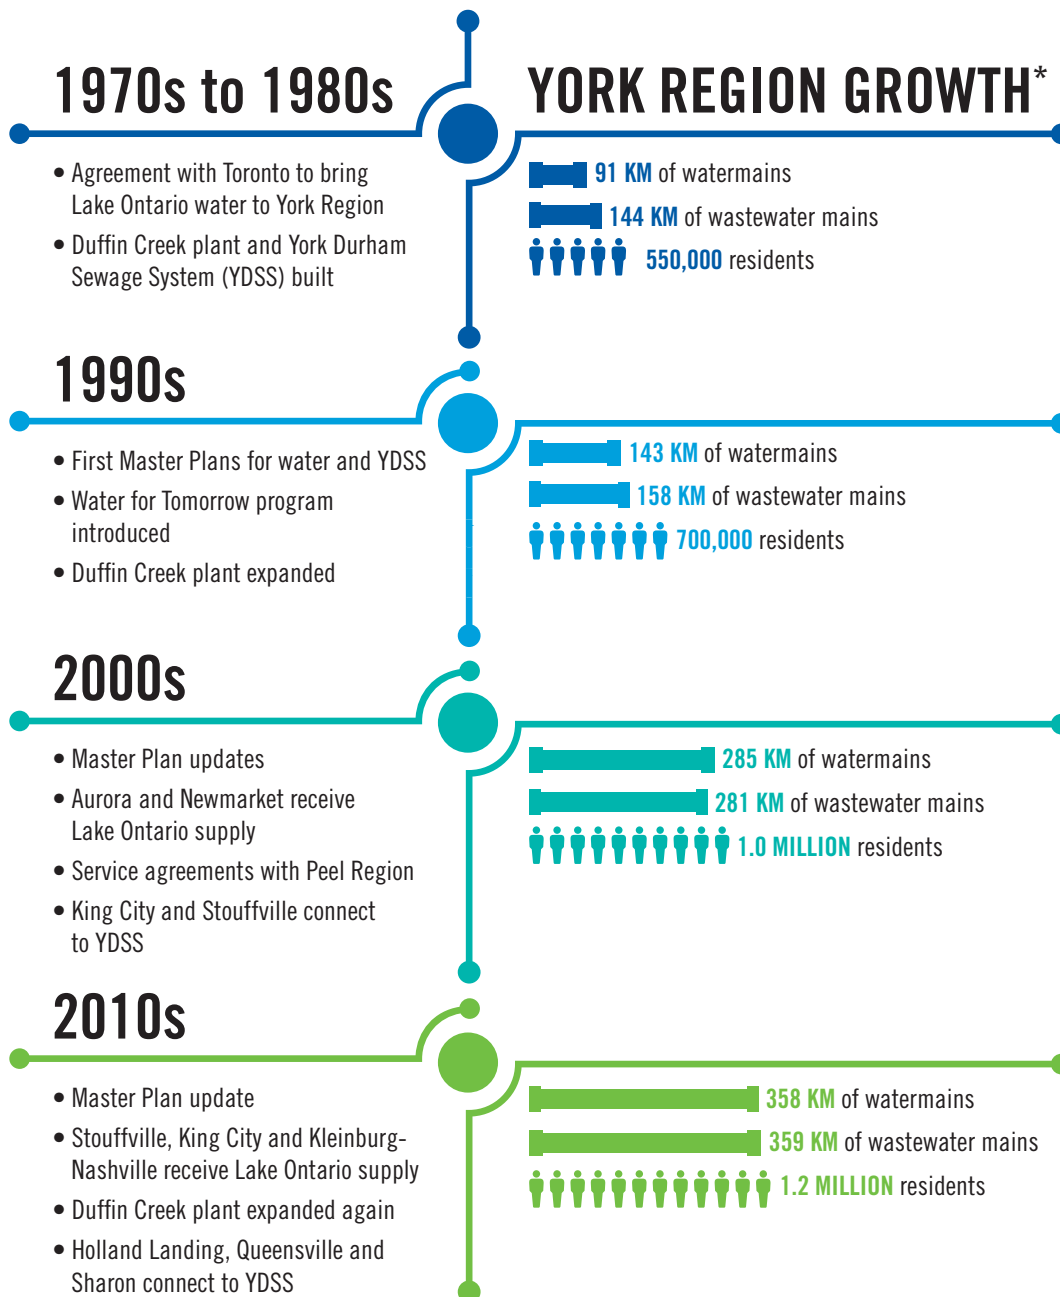 1970s to 1980s
• Agreement with Toronto to bring
Lake Ontario water to York Region
• Duffin Creek plant and York Durham
Sewage System (YDSS) built
YORK REGION GROWTH*
91 KM of watermains
144 KM of wastewater mains
550,000 residents
1990s
• First Master Plans for water and YDSS
• Water for Tomorrow program
introduced
• Duffin Creek plant expanded
143 KM of watermains
158 KM of wastewater mains
700,000 residents
2000s
• Master Plan updates
• Aurora and Newmarket receive
Lake Ontario supply
• Service agreements with Peel Region
• King City and Stouffville connect
to YDSS
285 KM of watermains
281 KM of wastewater mains
1.0 MILLION residents
2010s
• Master Plan update
• Stouffville, King City and Kleinburg-
Nashville receive Lake Ontario supply
• Duffin Creek plant expanded again
• Holland Landing, Queensville and
Sharon connect to YDSS
358 KM of watermains
359 KM of wastewater mains
1.2 MILLION residents